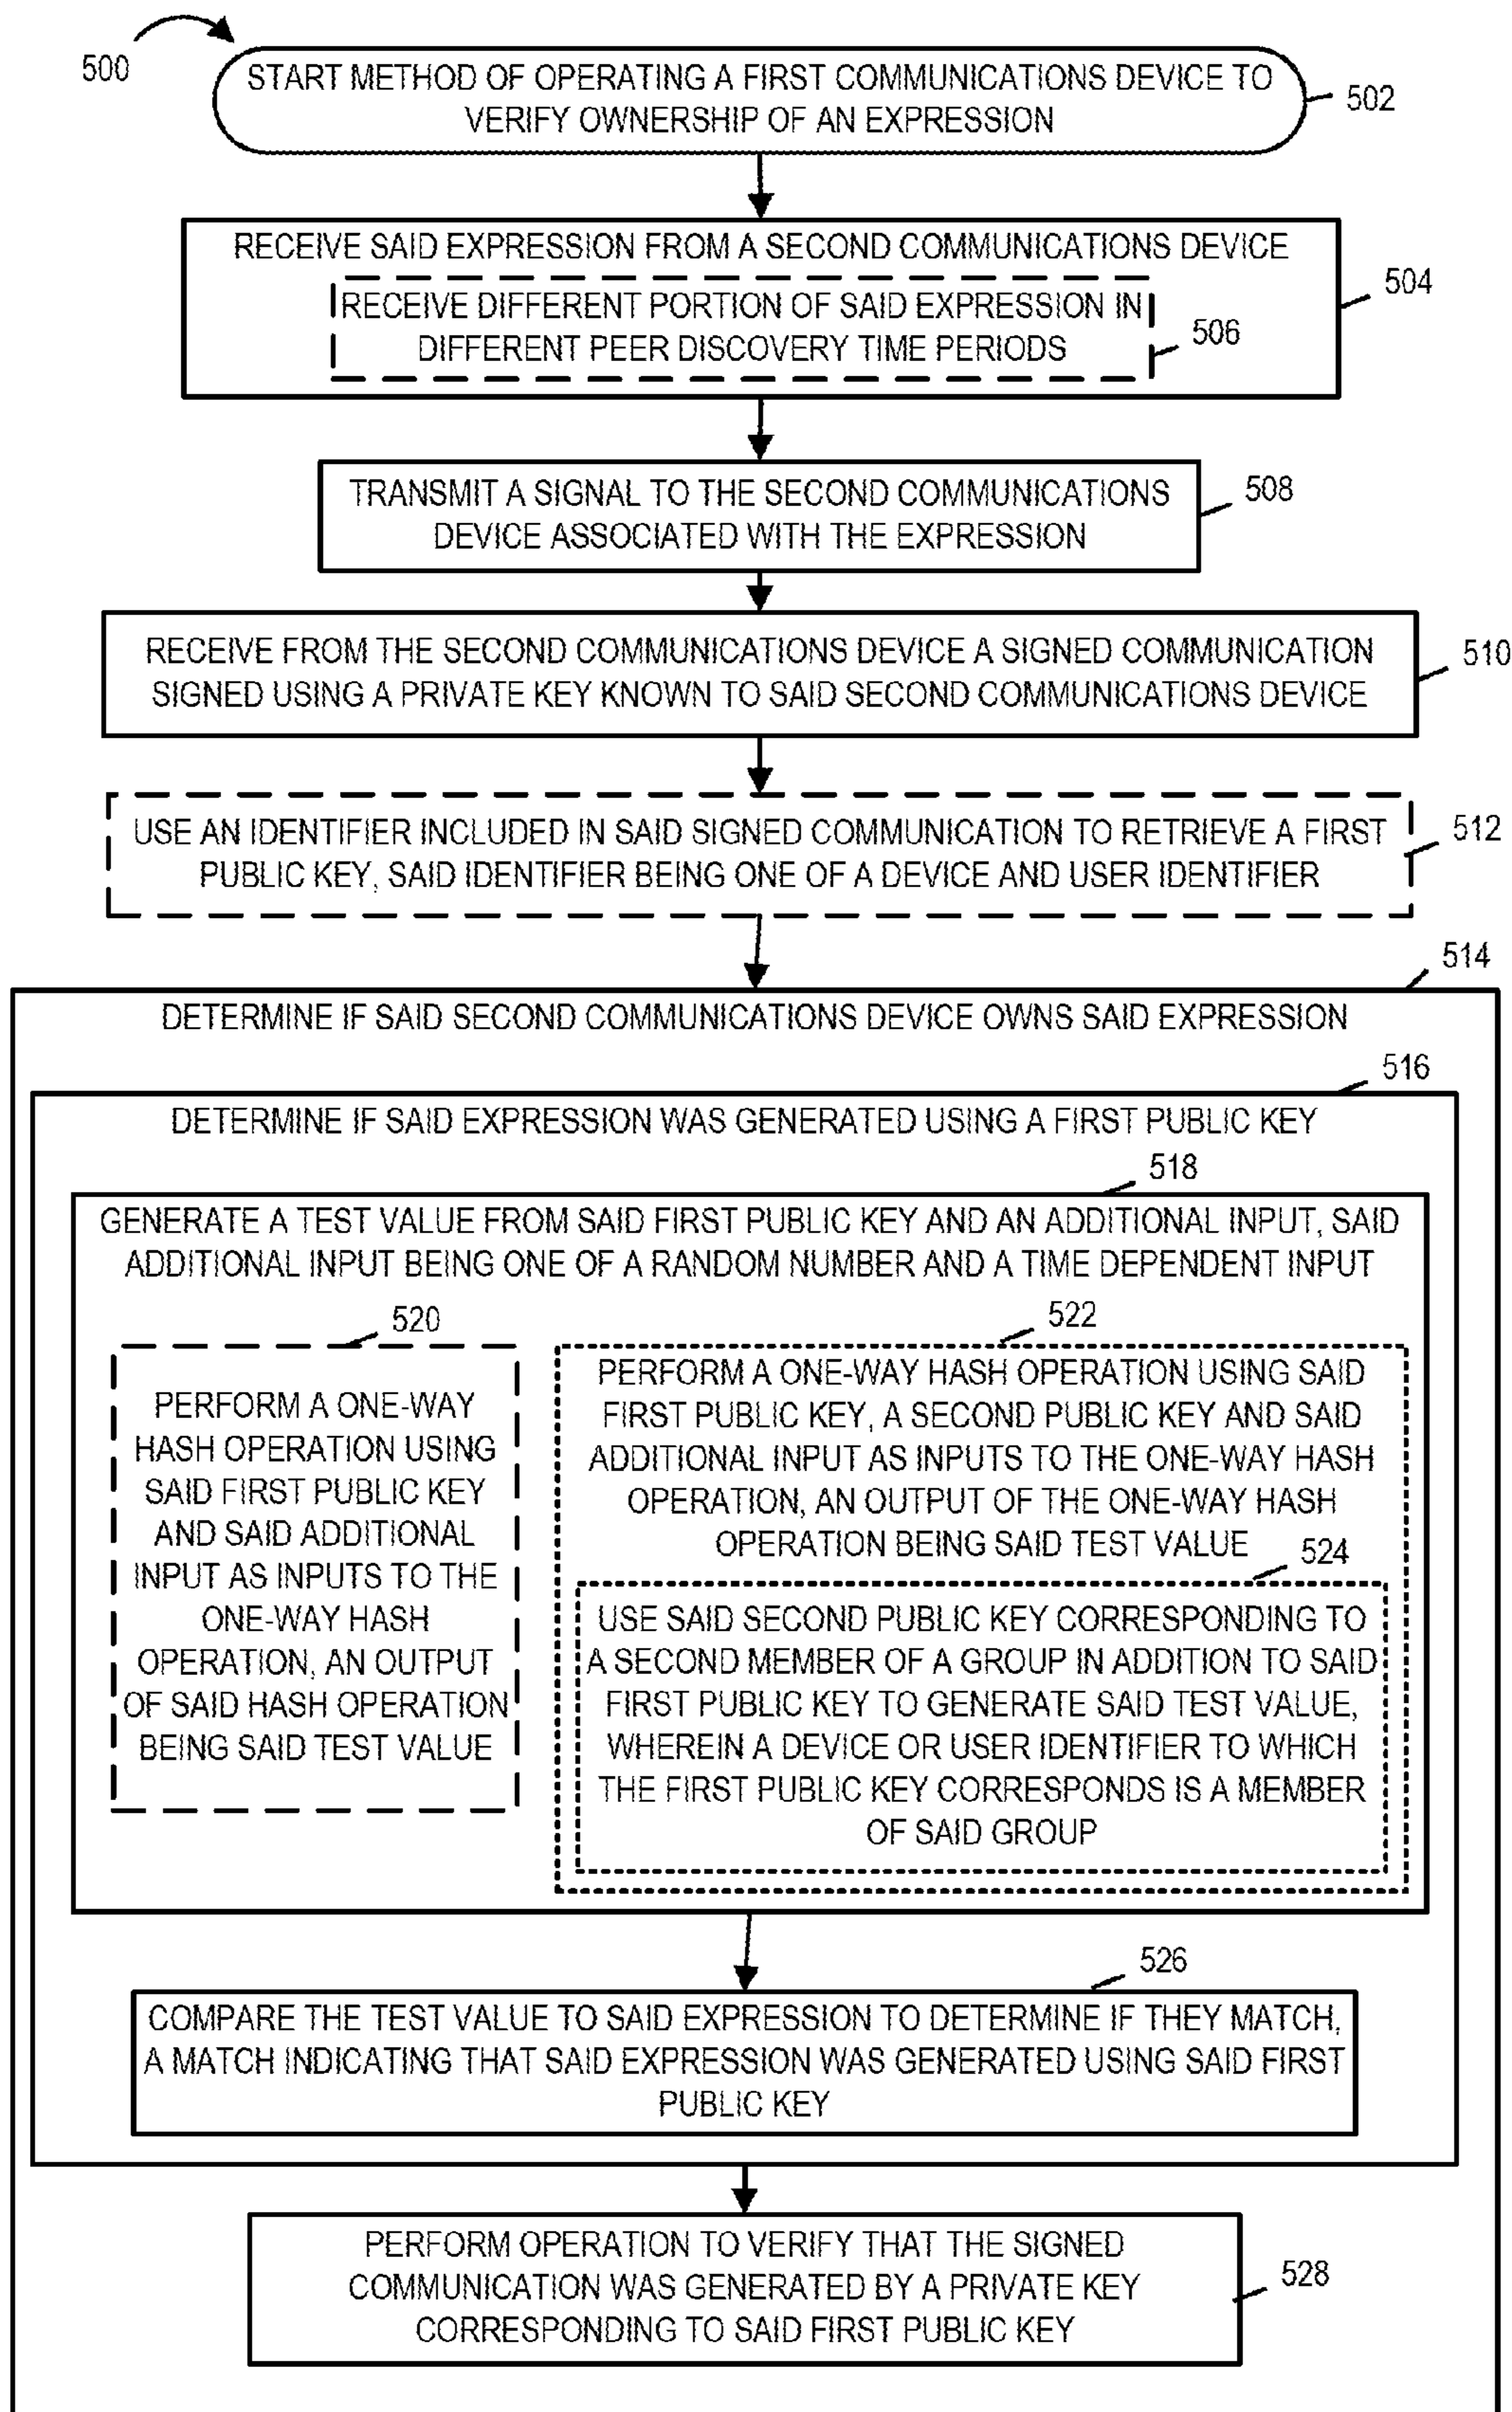 500
START METHOD OF OPERATING A FIRST COMMUNICATIONS DEVICE TO
VERIFY OWNERSHIP OF AN EXPRESSION
502
RECEIVE SAID EXPRESSION FROM A SECOND COMMUNICATIONS DEVICE
504
RECEIVE DIFFERENT PORTION OF SAID EXPRESSION IN
DIFFERENT PEER DISCOVERY TIME PERIODS
506
TRANSMIT A SIGNAL TO THE SECOND COMMUNICATIONS
DEVICE ASSOCIATED WITH THE EXPRESSION
508
RECEIVE FROM THE SECOND COMMUNICATIONS DEVICE A SIGNED COMMUNICATION
SIGNED USING A PRIVATE KEY KNOWN TO SAID SECOND COMMUNICATIONS DEVICE
510
USE AN IDENTIFIER INCLUDED IN SAID SIGNED COMMUNICATION TO RETRIEVE A FIRST
PUBLIC KEY, SAID IDENTIFIER BEING ONE OF A DEVICE AND USER IDENTIFIER
512
514
DETERMINE IF SAID SECOND COMMUNICATIONS DEVICE OWNS SAID EXPRESSION
516
DETERMINE IF SAID EXPRESSION WAS GENERATED USING A FIRST PUBLIC KEY
518
GENERATE A TEST VALUE FROM SAID FIRST PUBLIC KEY AND AN ADDITIONAL INPUT, SAID
ADDITIONAL INPUT BEING ONE OF A RANDOM NUMBER AND A TIME DEPENDENT INPUT
520
PERFORM A ONE-WAY
HASH OPERATION USING
SAID FIRST PUBLIC KEY
AND SAID ADDITIONAL
INPUT AS INPUTS TO THE
ONE-WAY HASH
OPERATION, AN OUTPUT
OF SAID HASH OPERATION
BEING SAID TEST VALUE
522
PERFORM A ONE-WAY HASH OPERATION USING SAID
FIRST PUBLIC KEY, A SECOND PUBLIC KEY AND SAID
ADDITIONAL INPUT AS INPUTS TO THE ONE-WAY HASH
OPERATION, AN OUTPUT OF THE ONE-WAY HASH
OPERATION BEING SAID TEST VALUE
524
USE SAID SECOND PUBLIC KEY CORRESPONDING TO
A SECOND MEMBER OF A GROUP IN ADDITION TO SAID
FIRST PUBLIC KEY TO GENERATE SAID TEST VALUE,
WHEREIN A DEVICE OR USER IDENTIFIER TO WHICH
THE FIRST PUBLIC KEY CORRESPONDS IS A MEMBER
OF SAID GROUP
526
COMPARE THE TEST VALUE TO SAID EXPRESSION TO DETERMINE IF THEY MATCH,
A MATCH INDICATING THAT SAID EXPRESSION WAS GENERATED USING SAID FIRST
PUBLIC KEY
PERFORM OPERATION TO VERIFY THAT THE SIGNED
COMMUNICATION WAS GENERATED BY A PRIVATE KEY
CORRESPONDING TO SAID FIRST PUBLIC KEY
528